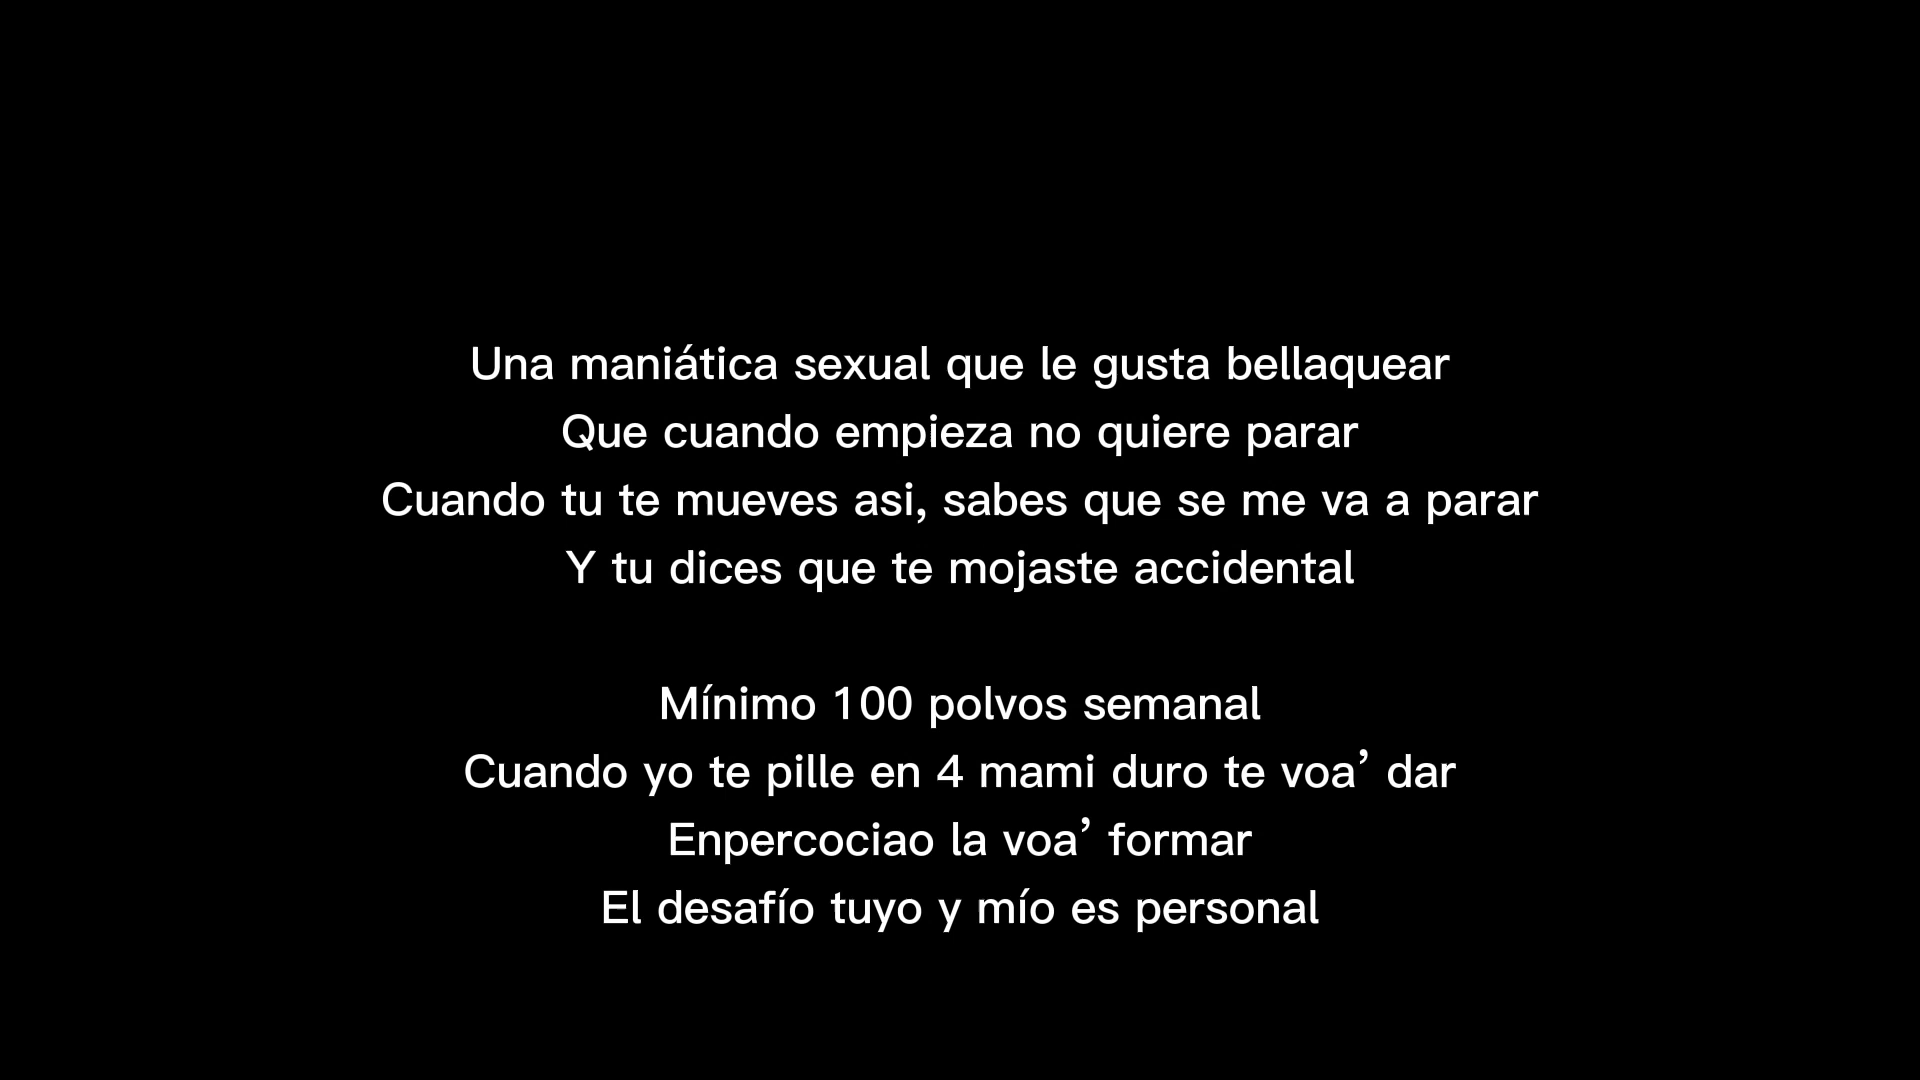 Una maniática sexual que le gusta bellaquear
Que cuando empieza no quiere parar
Cuando tu te mueves asi, sabes que se me va a parar
Y tu dices que te mojaste accidental
Mínimo 100 polvos semanal
Cuando yo te pille en 4 mami duro te voa’ dar
Enpercociao la voa’ formar
El desafío tuyo y mío es personal